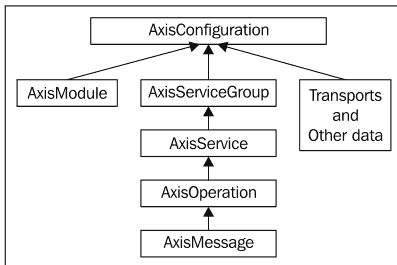 AxisConfiguration
AxisModule
AxisServiceGroup
Transports
and
Other data
AxisService
AxisOperation
AxisMessage